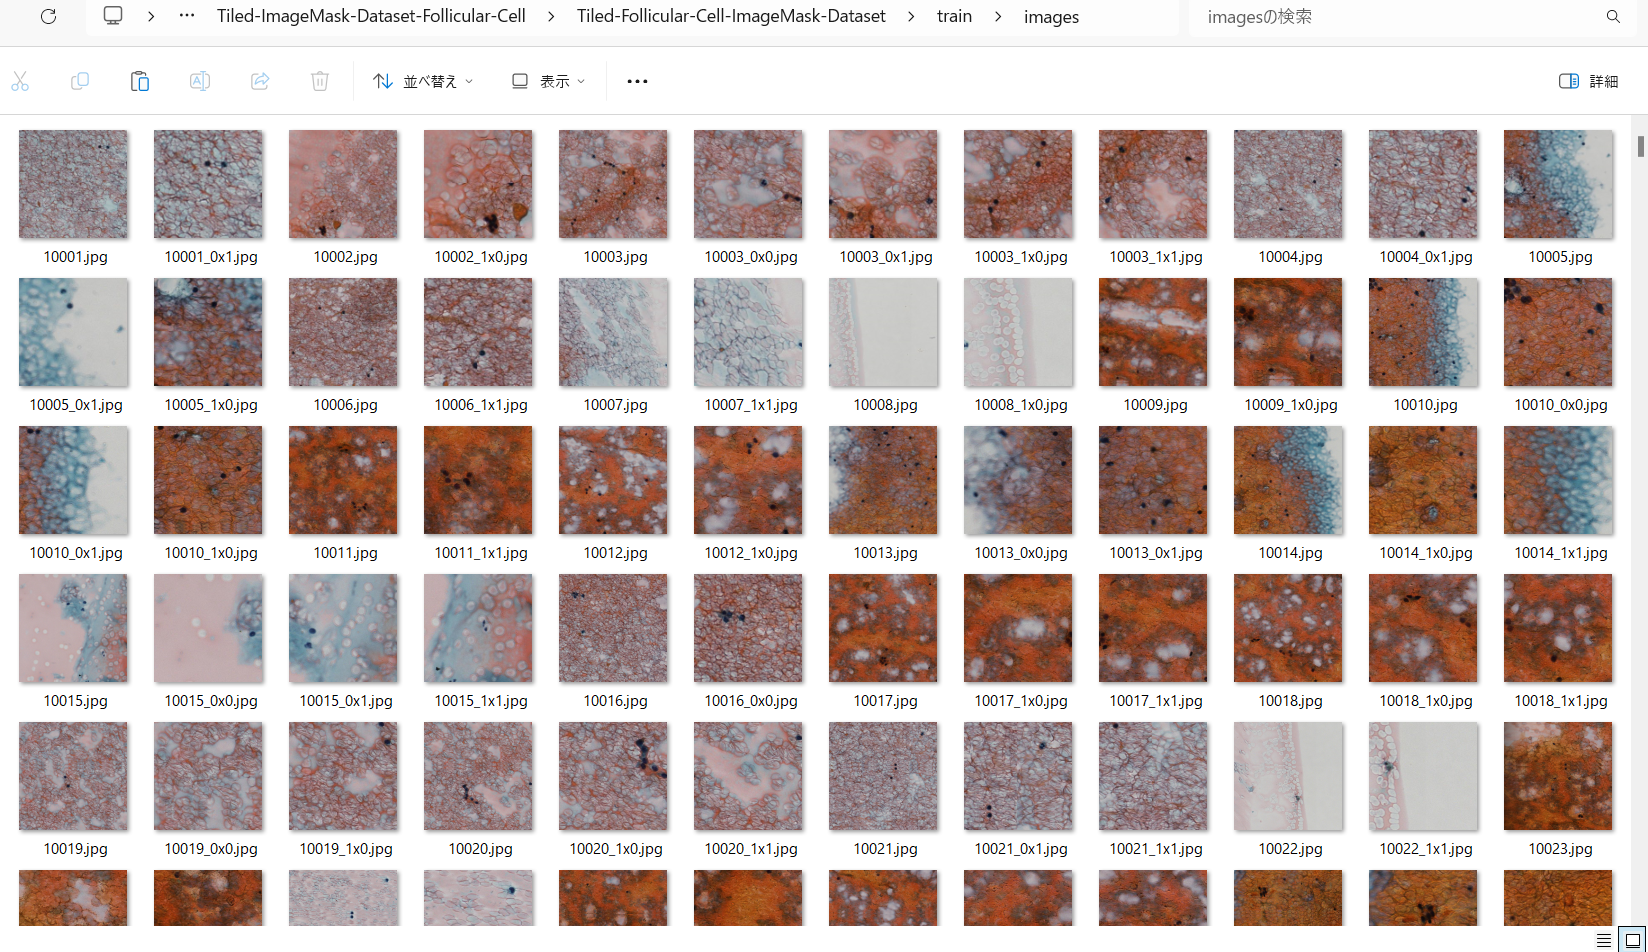 Tiled-ImageMask-Dataset-Follicular-Cell > Tiled-Follicular-Cell-ImageMask-Dataset > train > images imagesの検索
並べ替え 表示 詳細
10001.jpg 10001_0x1.jpg 10002.jpg 10002_1x0.jpg 10003.jpg 10003_0x0.jpg 10003_0x1.jpg 10003_1x0.jpg 10003_1x1.jpg 10004.jpg 10004_0x1.jpg 10005.jpg
10005_0x1.jpg 10005_1x0.jpg 10006.jpg 10006_1x1.jpg 10007.jpg 10007_1x1.jpg 10008.jpg 10008_1x0.jpg 10009.jpg 10009_1x0.jpg 10010.jpg 10010_0x0.jpg
10010_0x1.jpg 10010_1x0.jpg 10011.jpg 10011_1x1.jpg 10012.jpg 10012_1x0.jpg 10013.jpg 10013_0x0.jpg 10013_0x1.jpg 10014.jpg 10014_1x0.jpg 10014_1x1.jpg
10015.jpg 10015_0x0.jpg 10015_0x1.jpg 10015_1x1.jpg 10016.jpg 10016_0x0.jpg 10017.jpg 10017_1x0.jpg 10017_1x1.jpg 10018.jpg 10018_1x0.jpg 10018_1x1.jpg
10019.jpg 10019_0x0.jpg 10019_1x0.jpg 10020.jpg 10020_1x0.jpg 10020_1x1.jpg 10021.jpg 10021_0x1.jpg 10021_1x1.jpg 10022.jpg 10022_1x1.jpg 10023.jpg